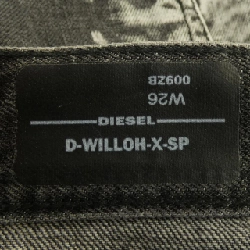 009ZB
W26
DIESEL
D-WILLOH-X-SP